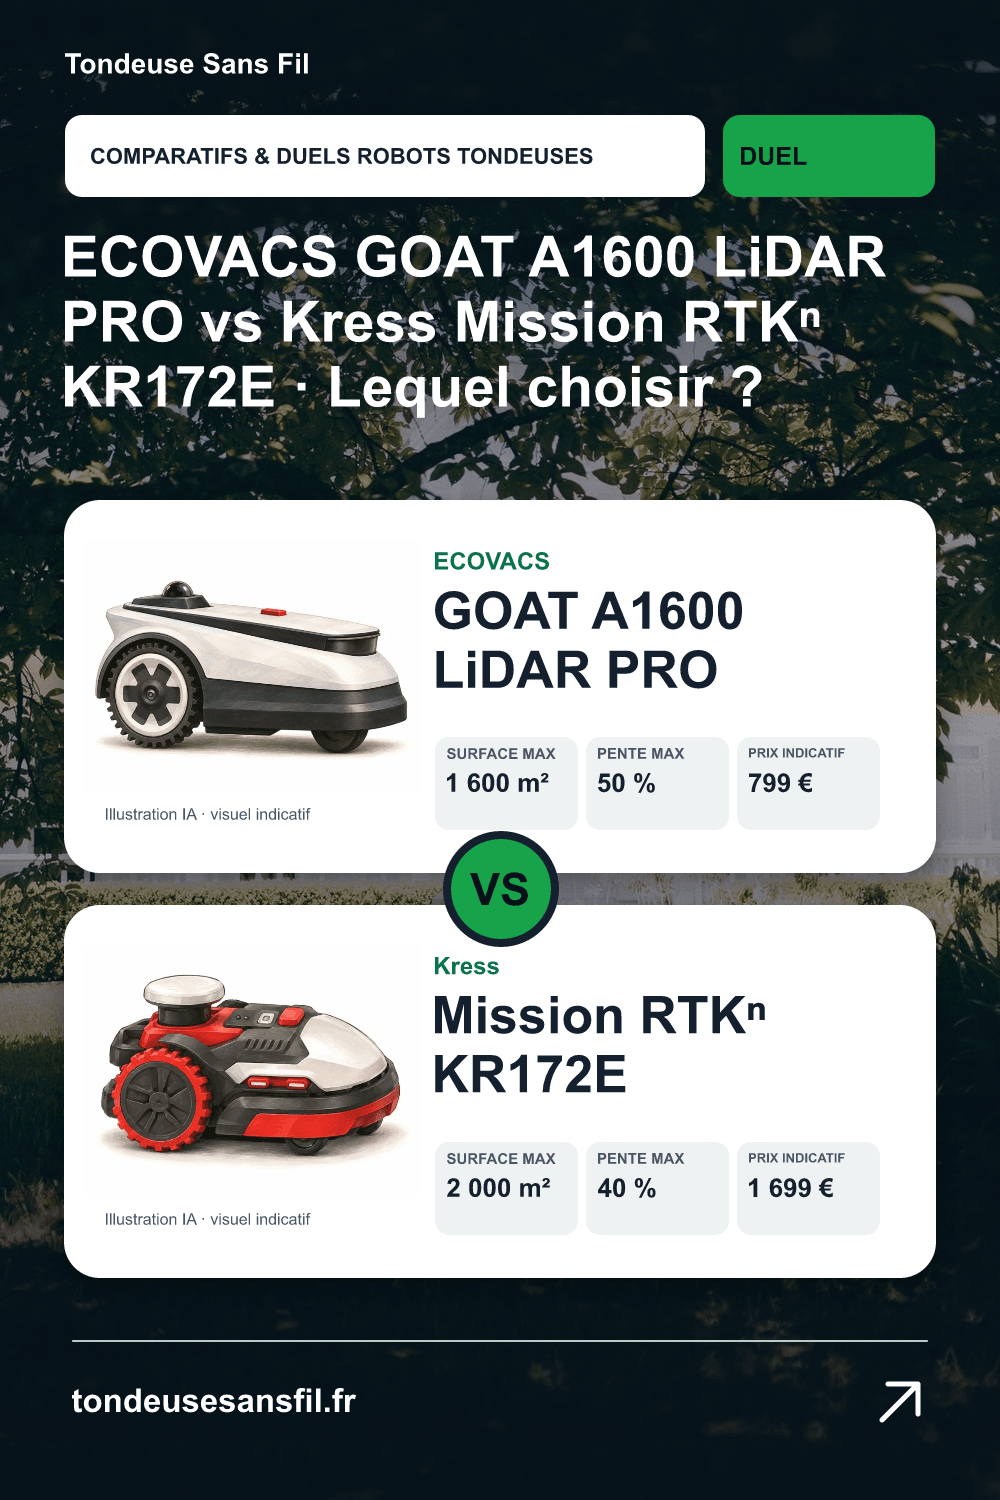 Tondeuse Sans Fil
COMPARATIFS & DUELS ROBOTS TONDEUSES
DUEL
ECOVACS GOAT A1600 LiDAR
PRO vs Kress Mission RTKⁿ
KR172E · Lequel choisir ?
ECOVACS
GOAT A1600
LiDAR PRO
SURFACE MAX
1 600 m²
PENTE MAX
50 %
PRIX INDICATIF
799 €
Illustration IA · visuel indicatif
VS
Kress
Mission RTKⁿ
KR172E
SURFACE MAX
2 000 m²
PENTE MAX
40 %
PRIX INDICATIF
1 699 €
Illustration IA · visuel indicatif
tondeusesansfil.fr